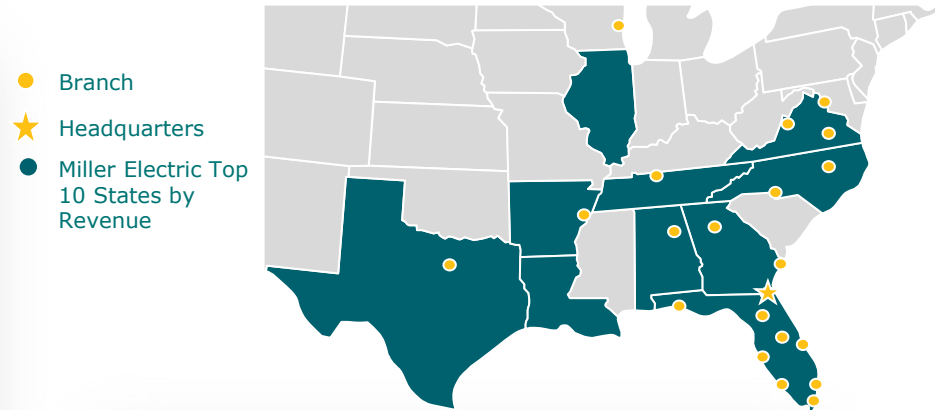 Branch
Headquarters
Miller Electric Top
10 States by
Revenue